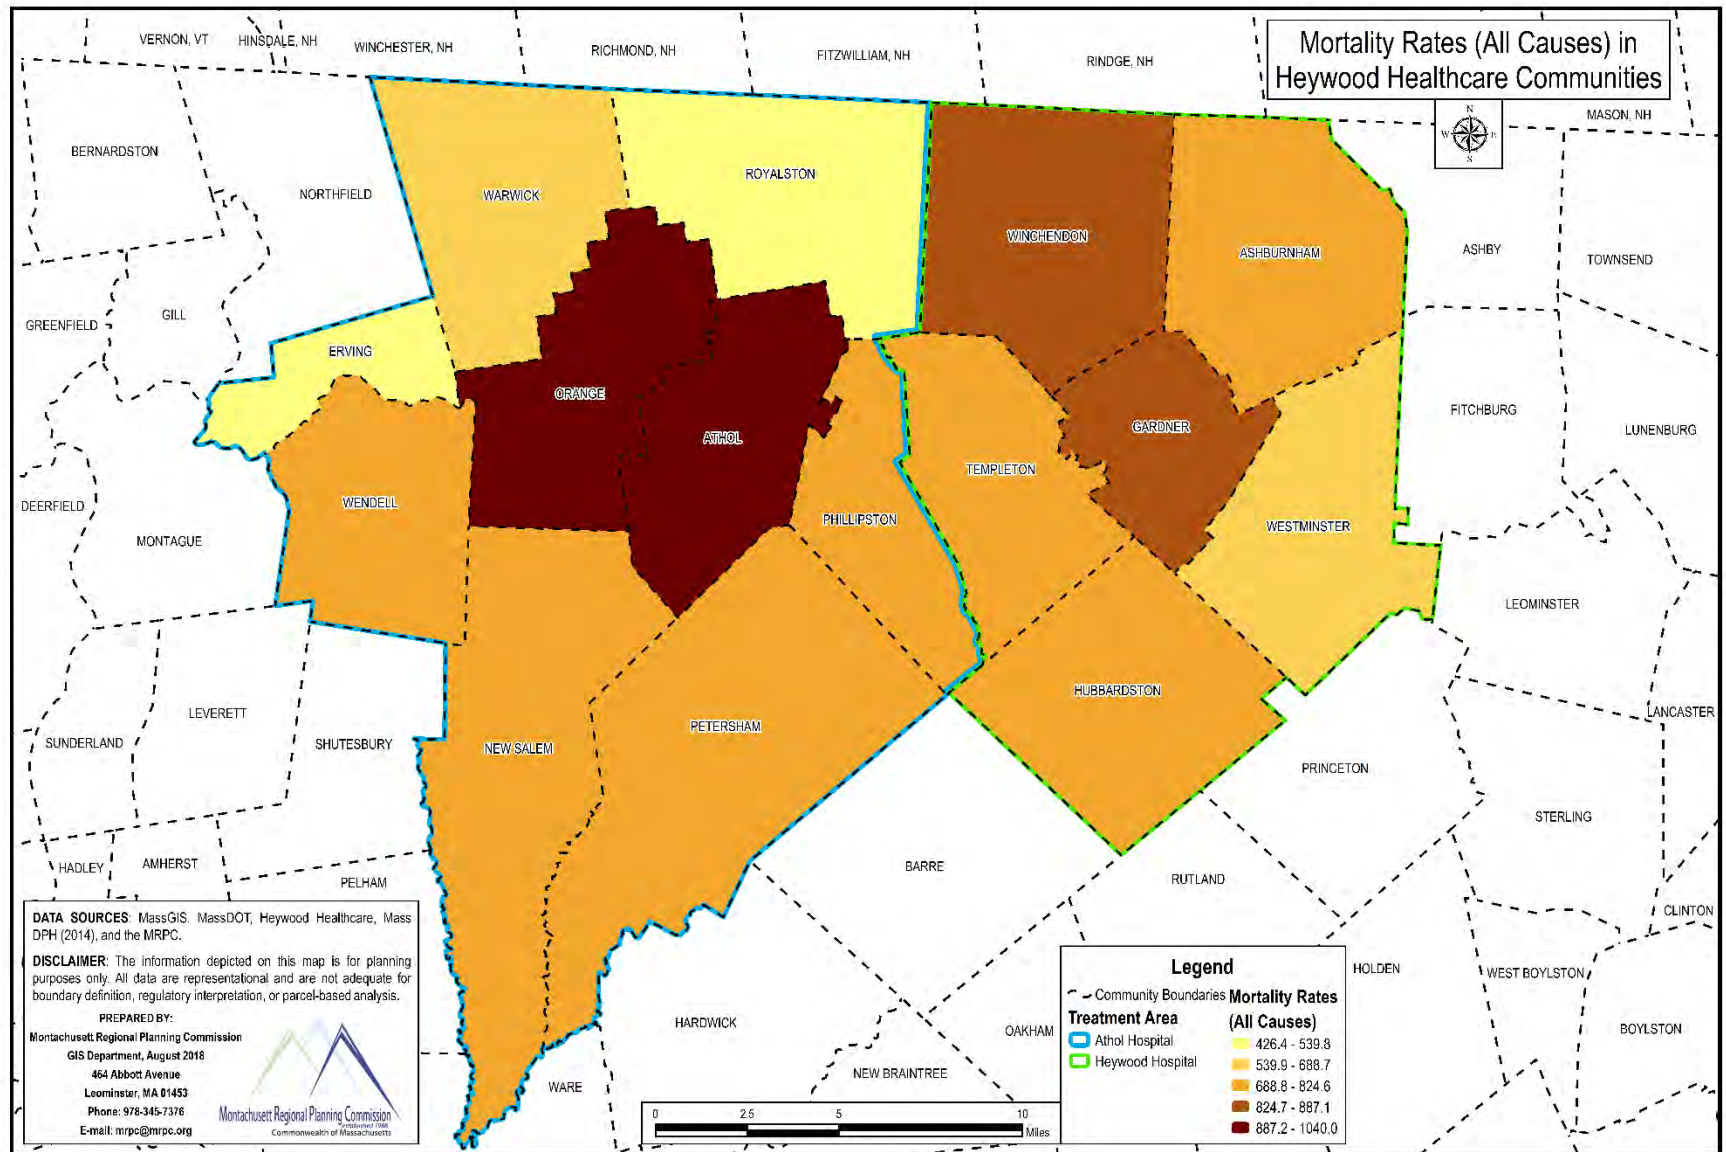 Mortality Rates (All Causes) in
Heywood Healthcare Communities
N
W E
S
VERNON, VT
HINSDALE, NH
WINCHESTER, NH
RICHMOND, NH
FITZWILLIAM, NH
RINDGE, NH
MASON, NH
BERNARDSTON
NORTHFIELD
WARWICK
ROYALSTON
WINCHENDON
ASHBURNHAM
ASHBY
TOWNSEND
GREENFIELD
GILL
ERVING
ORANGE
ATHOL
GARDNER
FITCHBURG
LUNENBURG
TEMPLETON
DEERFIELD
WENDELL
PHILLIPSTON
WESTMINSTER
MONTAGUE
LEOMINSTER
LEVERETT
SUNDERLAND
SHUTESBURY
NEW SALEM
PETERSHAM
HUBBARDSTON
LANCASTER
PRINCETON
STERLING
HADLEY
AMHERST
PELHAM
BARRE
RUTLAND
CLINTON
HOLDEN
WEST BOYLSTON
HARDWICK
OAKHAM
BOYLSTON
NEW BRAINTREE
WARE
DATA SOURCES: MassGIS. MassDOT, Heywood Healthcare, Mass
DPH (2014), and the MRPC.
DISCLAIMER: The information depicted on this map is for planning
purposes only. All data are representational and are not adequate for
boundary definition, regulatory interpretation, or parcel-based analysis.
PREPARED BY:
Montachusett Regional Planning Commission
GIS Department, August 2018
464 Abbott Avenue
Leominster, MA 01453
Phone: 978-345-7376
E-mail: mrpc@mrpc.org
Montachusett Regional Planning Commission
established 1968
Commonwealth of Massachusetts
0 2.5 5 10
Miles
Legend
Community Boundaries
Treatment Area
Athol Hospital
Heywood Hospital
Mortality Rates
(All Causes)
426.4 - 539.8
539.9 - 688.7
688.8 - 824.6
824.7 - 887.1
887.2 - 1040.0